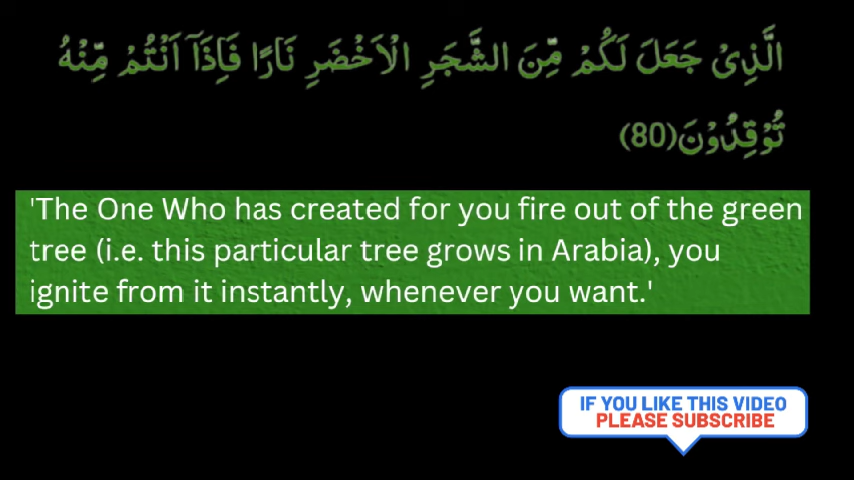 الَّذِیْ جَعَلَ لَكُمْ مِّنَ الشَّجَرِ الْاَخْضَرِ نَارًا فَاِذَاۤ اَنْتُمْ مِّنْهُ
تُوْقِدُوْنَ(80)
'The One Who has created for you fire out of the green
tree (i.e. this particular tree grows in Arabia), you
ignite from it instantly, whenever you want.'
IF YOU LIKE THIS VIDEO
PLEASE SUBSCRIBE